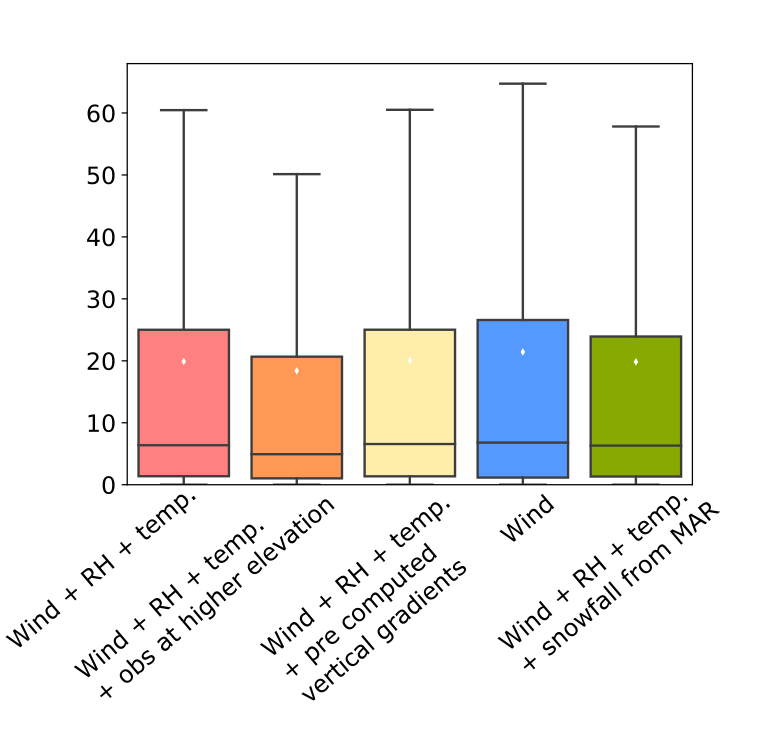 60
50
40
30
20
10
0
Wind + RH + temp.
Wind + RH + temp.
+ obs at higher elevation
Wind + RH + temp.
+ pre computed
vertical gradients
Wind
Wind + RH + temp.
+ snowfall from MAR